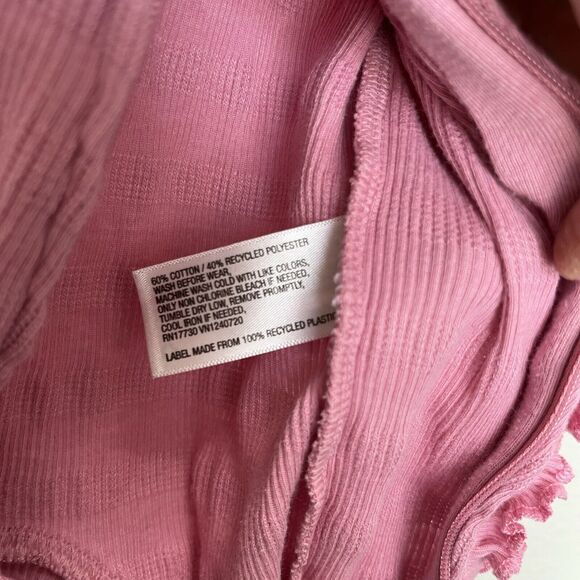 60% COTTON / 40% RECYCLED POLYESTER
WASH BEFORE WEAR,
MACHINE WASH COLD WITH LIKE COLORS,
ONLY NON CHLORINE BLEACH IF NEEDED,
TUMBLE DRY LOW, REMOVE PROMPTLY,
COOL IRON IF NEEDED,
RN17730 VN1240720
LABEL MADE FROM 100% RECYCLED PLASTIC